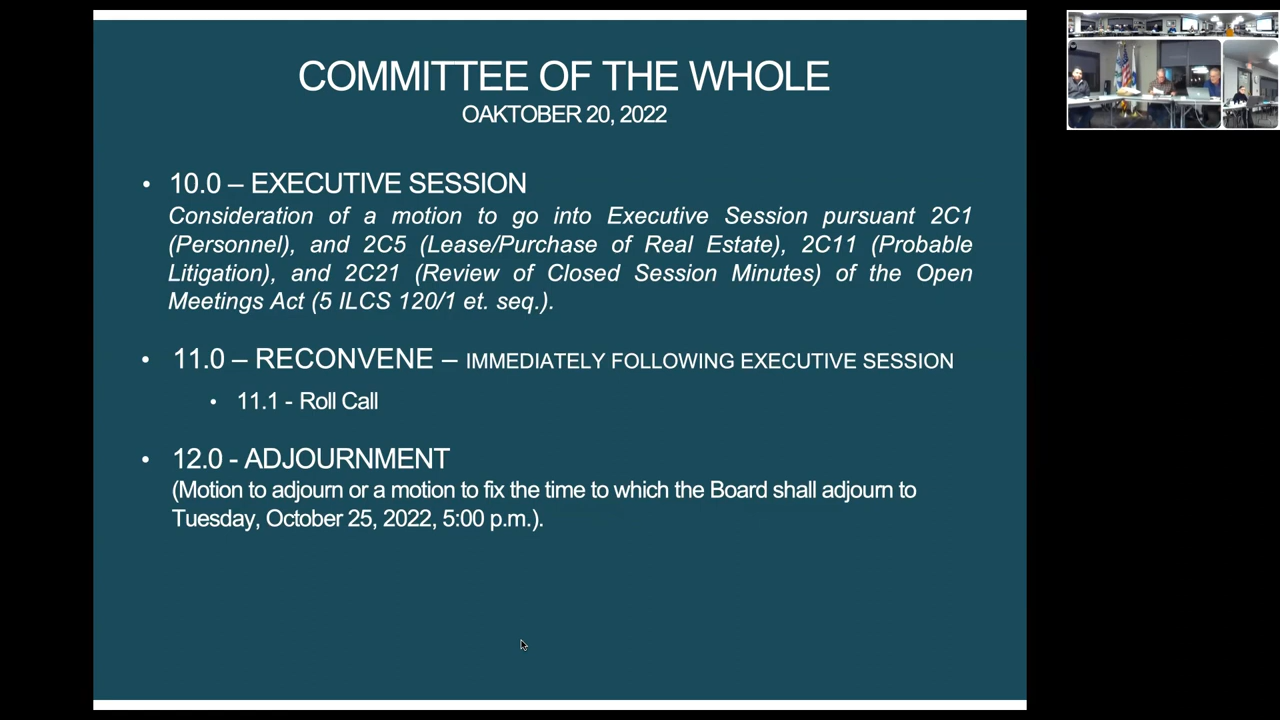 COMMITTEE OF THE WHOLE
OAKTOBER 20, 2022
• 10.0 – EXECUTIVE SESSION
Consideration of a motion to go into Executive Session pursuant 2C1
(Personnel), and 2C5 (Lease/Purchase of Real Estate), 2C11 (Probable
Litigation), and 2C21 (Review of Closed Session Minutes) of the Open
Meetings Act (5 ILCS 120/1 et. seq.).
• 11.0 – RECONVENE – IMMEDIATELY FOLLOWING EXECUTIVE SESSION
• 11.1 - Roll Call
• 12.0 - ADJOURNMENT
(Motion to adjourn or a motion to fix the time to which the Board shall adjourn to
Tuesday, October 25, 2022, 5:00 p.m.).